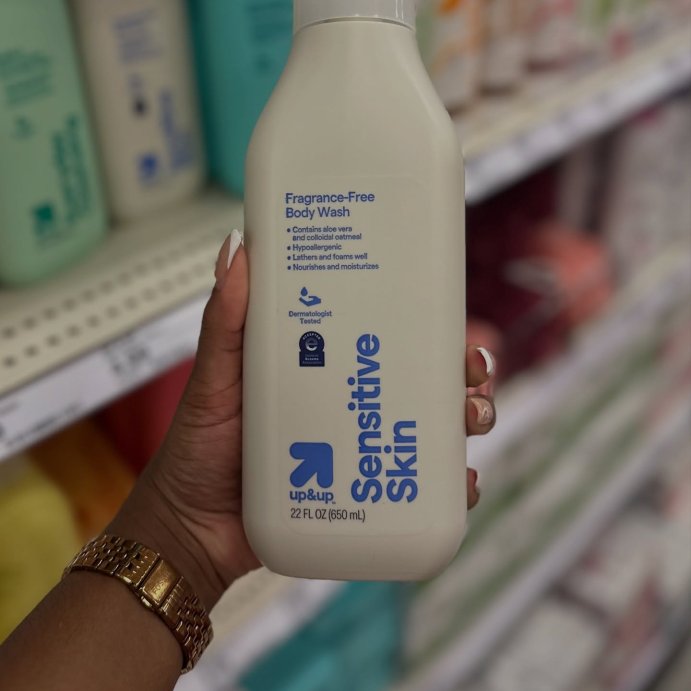 Fragrance-Free
Body Wash
• Contains aloe vera
and colloidal oatmeal
• Hypoallergenic
• Lathers and foams well
• Nourishes and moisturizes
Dermatologist
Tested
Sensitive
Skin
up&up™
22 FL OZ (650 mL)